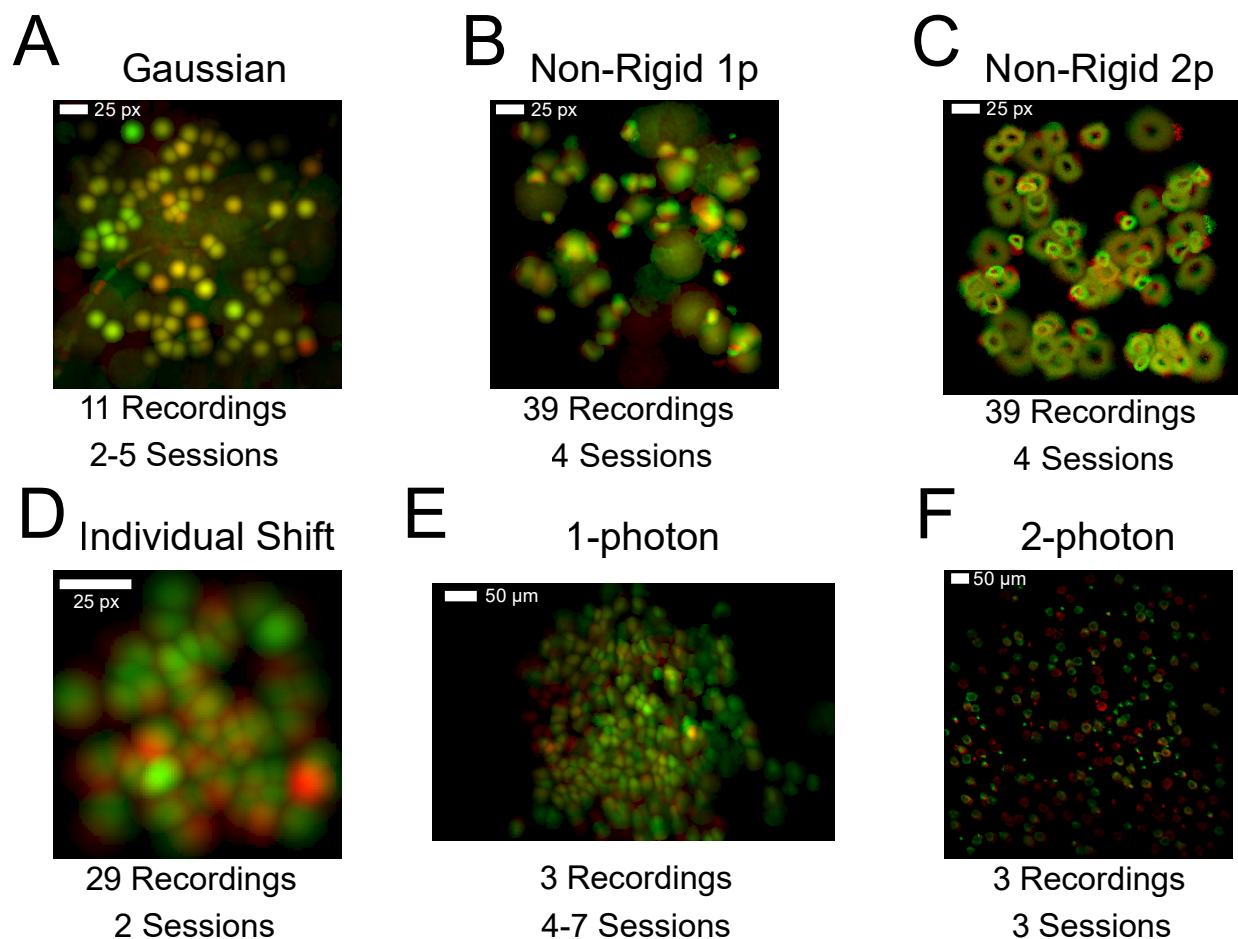 A
Gaussian
25 px
11 Recordings
2-5 Sessions
B
Non-Rigid 1p
25 px
39 Recordings
4 Sessions
C
Non-Rigid 2p
25 px
39 Recordings
4 Sessions
D
Individual Shift
25 px
29 Recordings
2 Sessions
E
1-photon
50 µm
3 Recordings
4-7 Sessions
F
2-photon
50 µm
3 Recordings
3 Sessions